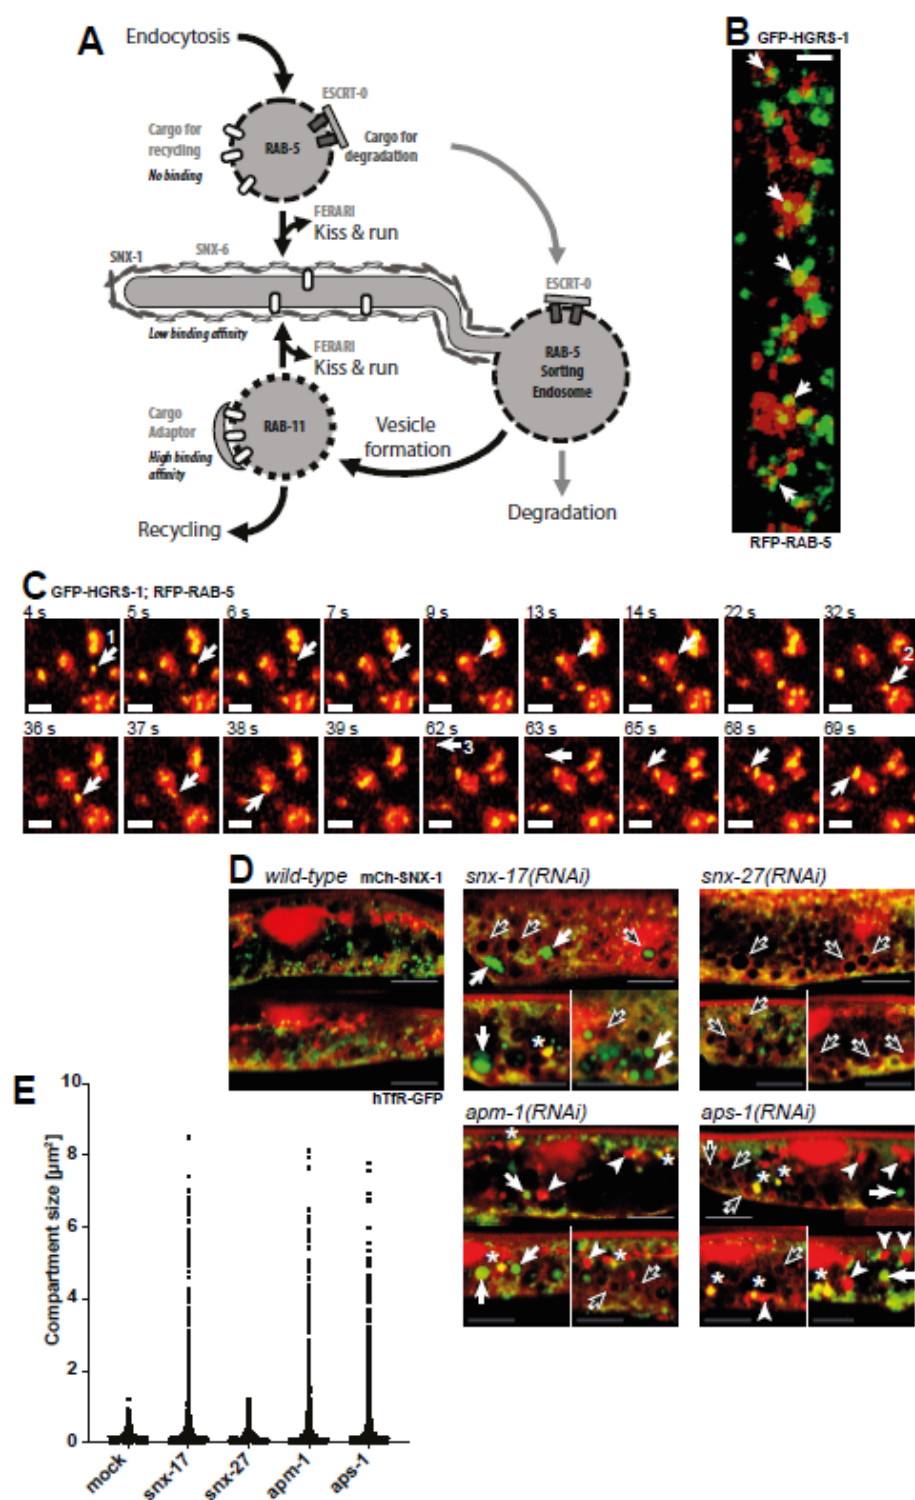 A
Endocytosis
ESCRT-0
Cargo for
recycling
No binding
RAB-5
Cargo for
degradation
FERARI
Kiss & run
SNX-1
SNX-6
ESCRT-0
Low binding affinity
FERARI
Kiss & run
RAB-5
Sorting
Endosome
Cargo
Adaptor
High binding
affinity
RAB-11
Vesicle
formation
Recycling
Degradation
B
GFP-HGRS-1
RFP-RAB-5
C GFP-HGRS-1; RFP-RAB-5
4 s 5 s 6 s 7 s 9 s 13 s 14 s 22 s 32 s
1
2
36 s 37 s 38 s 39 s 62 s 63 s 65 s 68 s 69 s
3
D
wild-type mCh-SNX-1 snx-17(RNAi) snx-27(RNAi)
*
hTfR-GFP
apm-1(RNAi) aps-1(RNAi)
* * * *
* * * * *
E
Compartment size [µm²]
10
8
6
4
2
0
mock snx-17 snx-27 apm-1 aps-1